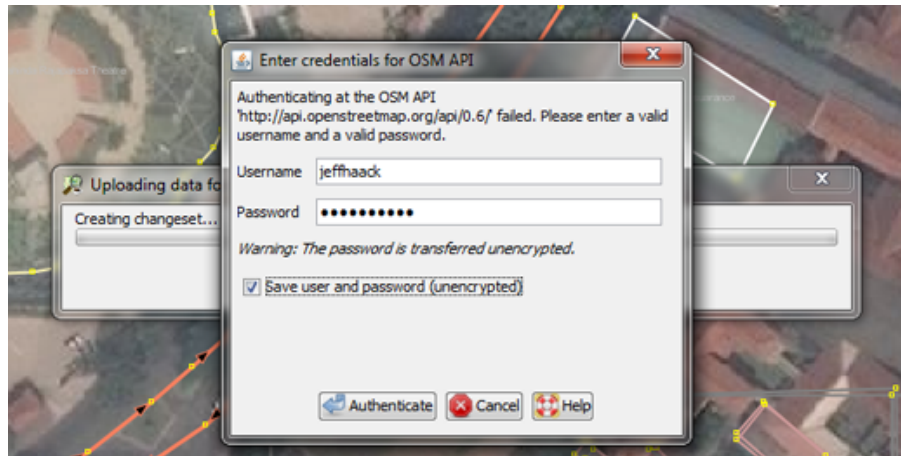 Enter credentials for OSM API
Authenticating at the OSM API
'http://api.openstreetmap.org/api/0.6/' failed. Please enter a valid
username and a valid password.
Username jeffhaack
Password ●●●●●●●●●●
Warning: The password is transferred unencrypted.
Save user and password (unencrypted)
Authenticate Cancel Help
Uploading data fo
Creating changeset...